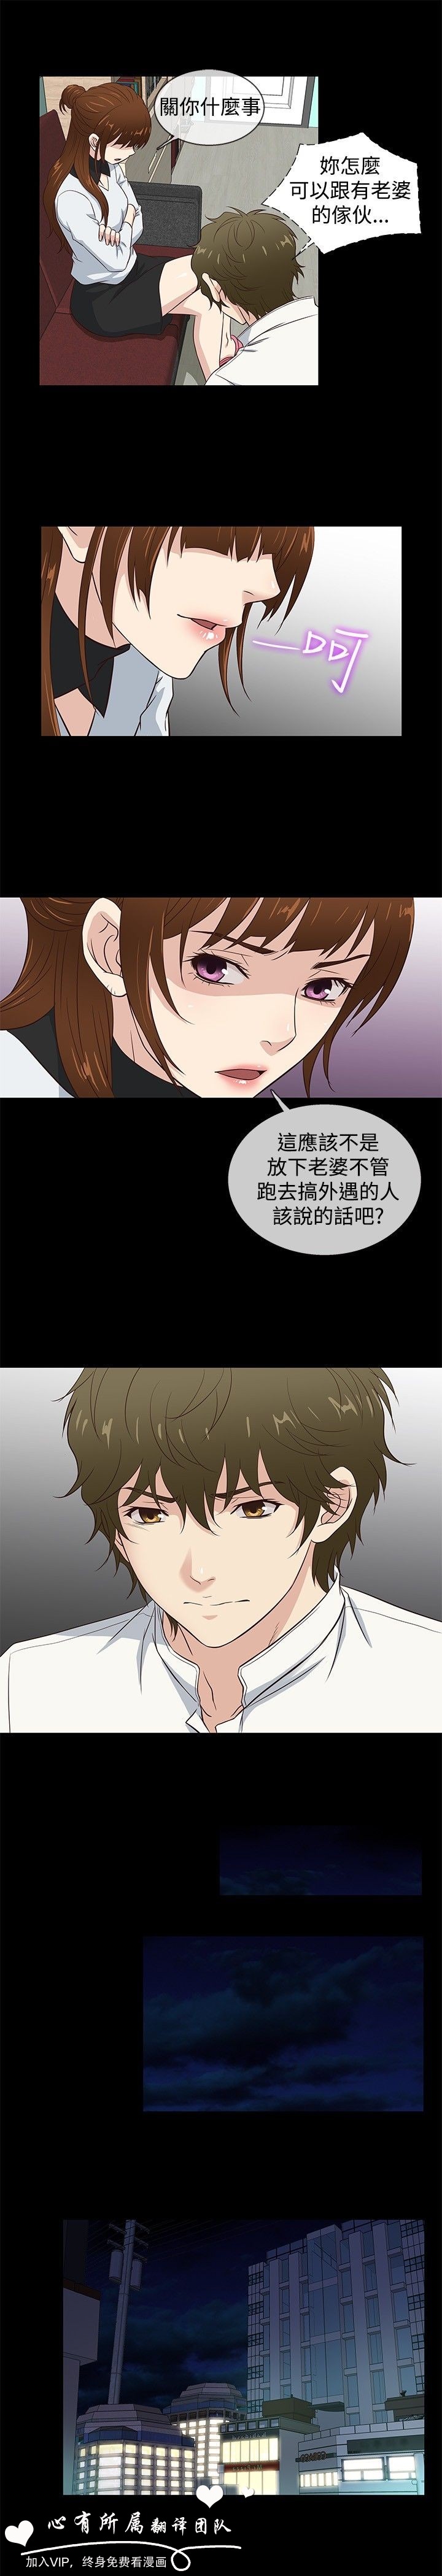 關你什麼事
妳怎麼
可以跟有老婆
的傢伙...
呵
這應該不是
放下老婆不管
跑去搞外遇的人
該說的話吧?
心有所属翻译团队
加入VIP，终身免费看漫画